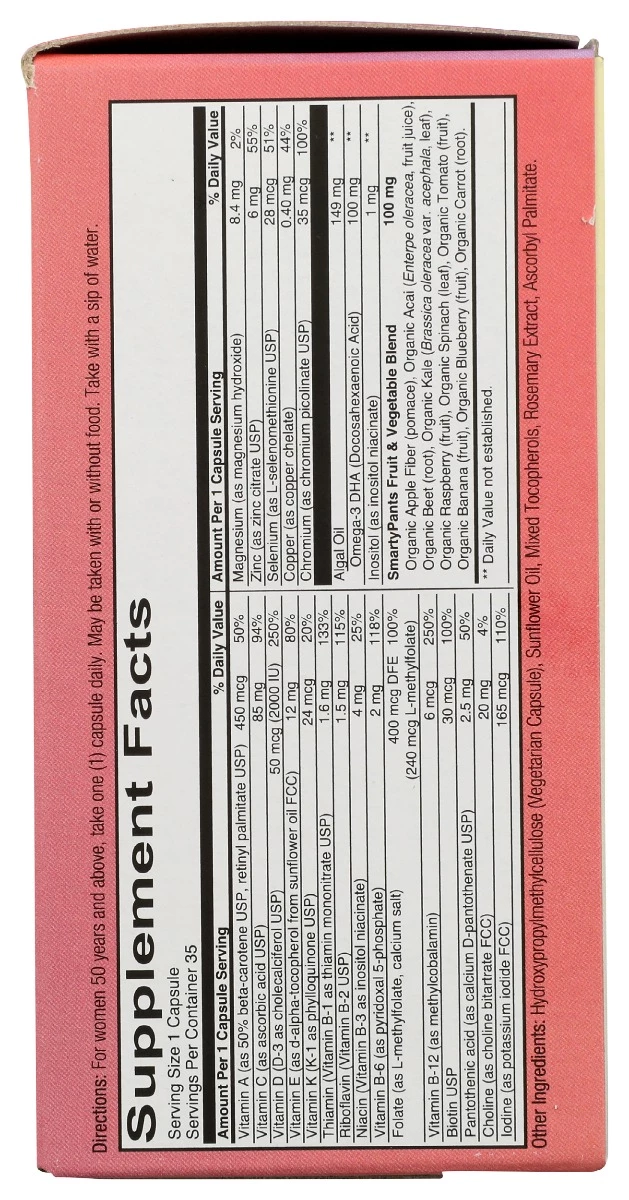 Directions: For women 50 years and above, take one (1) capsule daily. May be taken with or without food. Take with a sip of water.
Supplement Facts
Serving Size 1 Capsule
Servings Per Container 35
Amount Per 1 Capsule Serving % Daily Value
Vitamin A (as 50% beta-carotene USP, retinyl palmitate USP) 450 mcg 50%
Vitamin C (as ascorbic acid USP) 85 mg 94%
Vitamin D (D-3 as cholecalciferol USP) 50 mcg (2000 IU) 250%
Vitamin E (as d-alpha-tocopherol from sunflower oil FCC) 12 mg 80%
Vitamin K (K-1 as phylloquinone USP) 24 mcg 20%
Thiamin (Vitamin B-1 as thiamin mononitrate USP) 1.6 mg 133%
Riboflavin (Vitamin B-2 USP) 1.5 mg 115%
Niacin (Vitamin B-3 as inositol niacinate) 4 mg 25%
Vitamin B-6 (as pyridoxal 5-phosphate) 2 mg 118%
Folate (as L-methylfolate, calcium salt) 400 mcg DFE 100%
(240 mcg L-methylfolate)
Vitamin B-12 (as methylcobalamin) 6 mcg 250%
Biotin USP 30 mcg 100%
Pantothenic acid (as calcium D-pantothenate USP) 2.5 mg 50%
Choline (as choline bitartrate FCC) 20 mg 4%
Iodine (as potassium iodide FCC) 165 mcg 110%
Amount Per 1 Capsule Serving % Daily Value
Magnesium (as magnesium hydroxide) 8.4 mg 2%
Zinc (as zinc citrate USP) 6 mg 55%
Selenium (as L-selenomethionine USP) 28 mcg 51%
Copper (as copper chelate) 0.40 mg 44%
Chromium (as chromium picolinate USP) 35 mcg 100%
Algal Oil 149 mg **
Omega-3 DHA (Docosahexaenoic Acid) 100 mg **
Inositol (as inositol niacinate) 1 mg **
SmartyPants Fruit & Vegetable Blend 100 mg
Organic Apple Fiber (pomace), Organic Acai (Enterpe oleracea, fruit juice),
Organic Beet (root), Organic Kale (Brassica oleracea var. acephala, leaf),
Organic Raspberry (fruit), Organic Spinach (leaf), Organic Tomato (fruit),
Organic Banana (fruit), Organic Blueberry (fruit), Organic Carrot (root).
** Daily Value not established.
Other Ingredients: Hydroxypropylmethylcellulose (Vegetarian Capsule), Sunflower Oil, Mixed Tocopherols, Rosemary Extract, Ascorbyl Palmitate.